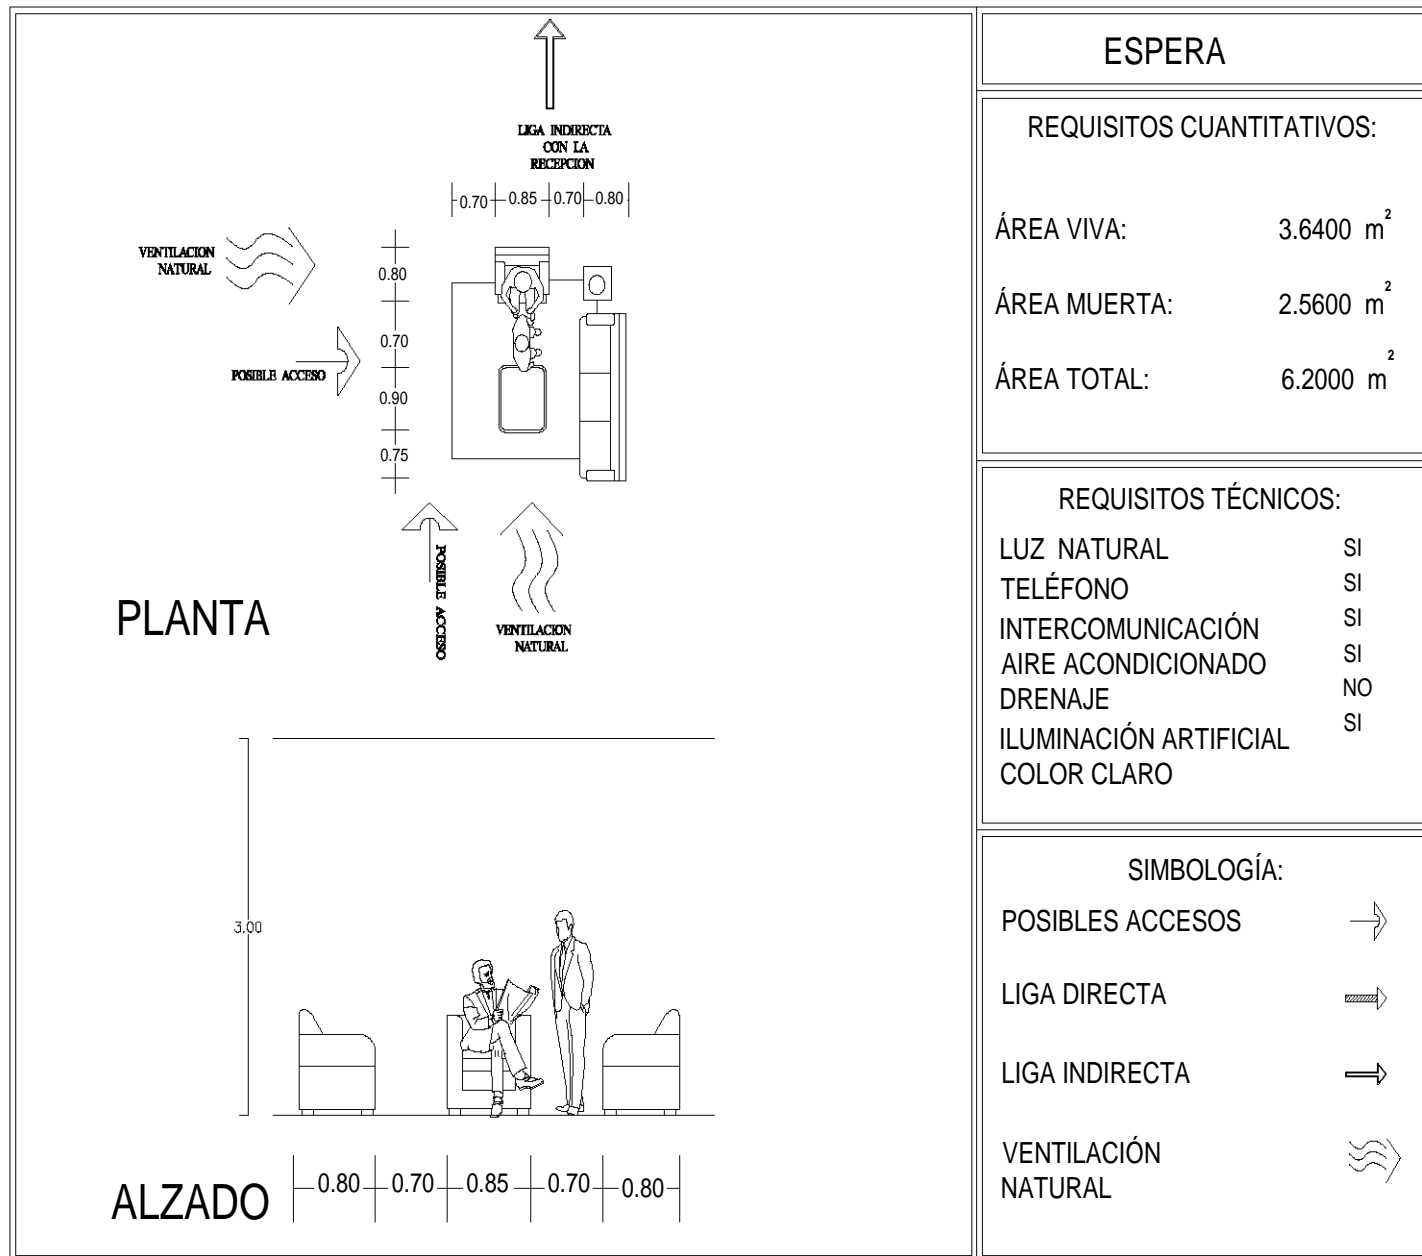 LIGA INDIRECTA
CON LA
RECEPCION
0.70 0.85 0.70 0.80
VENTILACION
NATURAL
0.80
0.70
POSIBLE ACCESO
0.90
0.75
POSIBLE ACCESO
VENTILACION
NATURAL
PLANTA
3.00
ALZADO
0.80 0.70 0.85 0.70 0.80
ESPERA
REQUISITOS CUANTITATIVOS:
ÁREA VIVA: 3.6400 m²
ÁREA MUERTA: 2.5600 m²
ÁREA TOTAL: 6.2000 m²
REQUISITOS TÉCNICOS:
LUZ NATURAL SI
TELÉFONO SI
INTERCOMUNICACIÓN SI
AIRE ACONDICIONADO SI
DRENAJE NO
ILUMINACIÓN ARTIFICIAL SI
COLOR CLARO
SIMBOLOGÍA:
POSIBLES ACCESOS
LIGA DIRECTA
LIGA INDIRECTA
VENTILACIÓN
NATURAL